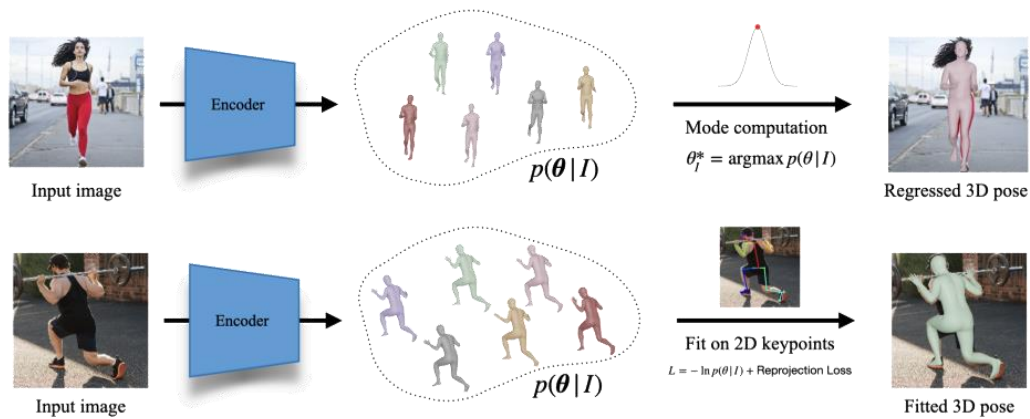 Encoder
p(θ|I)
Mode computation
θ*_I = argmax p(θ|I)
Input image
Regressed 3D pose
Encoder
p(θ|I)
Fit on 2D keypoints
L = − ln p(θ|I) + Reprojection Loss
Input image
Fitted 3D pose